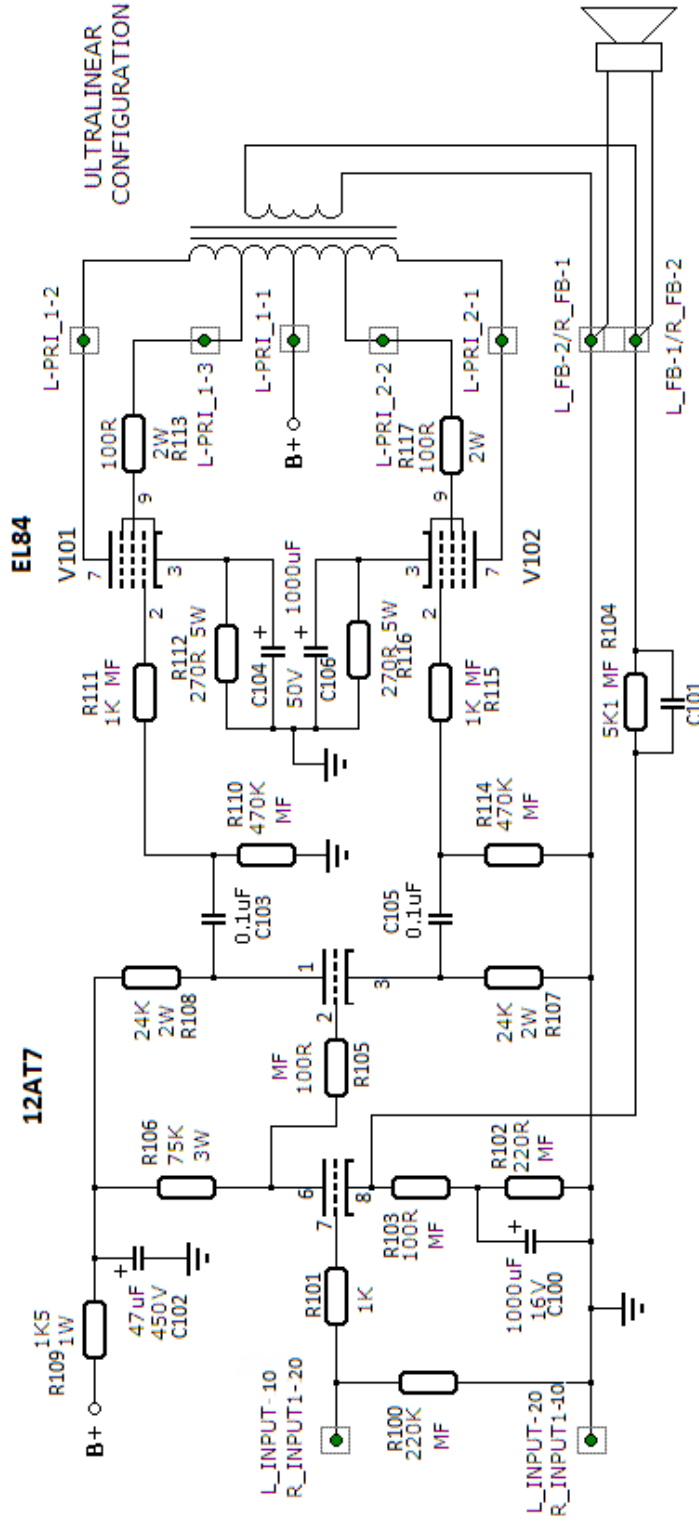 12AT7
EL84
ULTRALINEAR
CONFIGURATION
B+
1K5
1W
R109
47uF
450V
C102
+
R106
75K
3W
24K
2W
R108
0.1uF
C103
R111
1K MF
V101
7
2
3
9
100R
2W
R113
L-PRI_1-2
L-PRI_1-3
L-PRI_1-1
B+
L-PRI_2-2
L-PRI_2-1
R110
470K
MF
R112
270R 5W
C104
+
50V
1000uF
C106
+
270R 5W
R116
R117
100R
2W
9
3
2
7
V102
1K MF
R115
MF
100R
R105
1
2
3
C105
0.1uF
R114
470K
MF
24K
2W
R107
L_INPUT-10
R_INPUT1-20
R101
1K
6
7
8
R103
100R
MF
R102
220R
MF
+
1000uF
16V
C100
R100
220K
MF
L_INPUT-20
R_INPUT1-10
R104
5K1 MF
C101
L_FB-2/R_FB-1
L_FB-1/R_FB-2